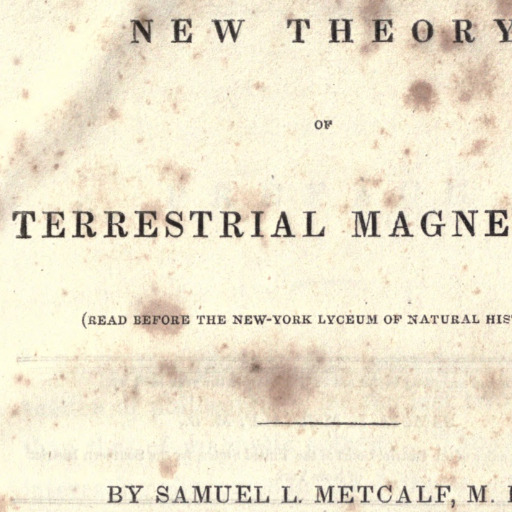 NEW THEORY
OF
TERRESTRIAL MAGNE
(READ BEFORE THE NEW-YORK LYCEUM OF NATURAL HIS
BY SAMUEL L. METCALF, M.